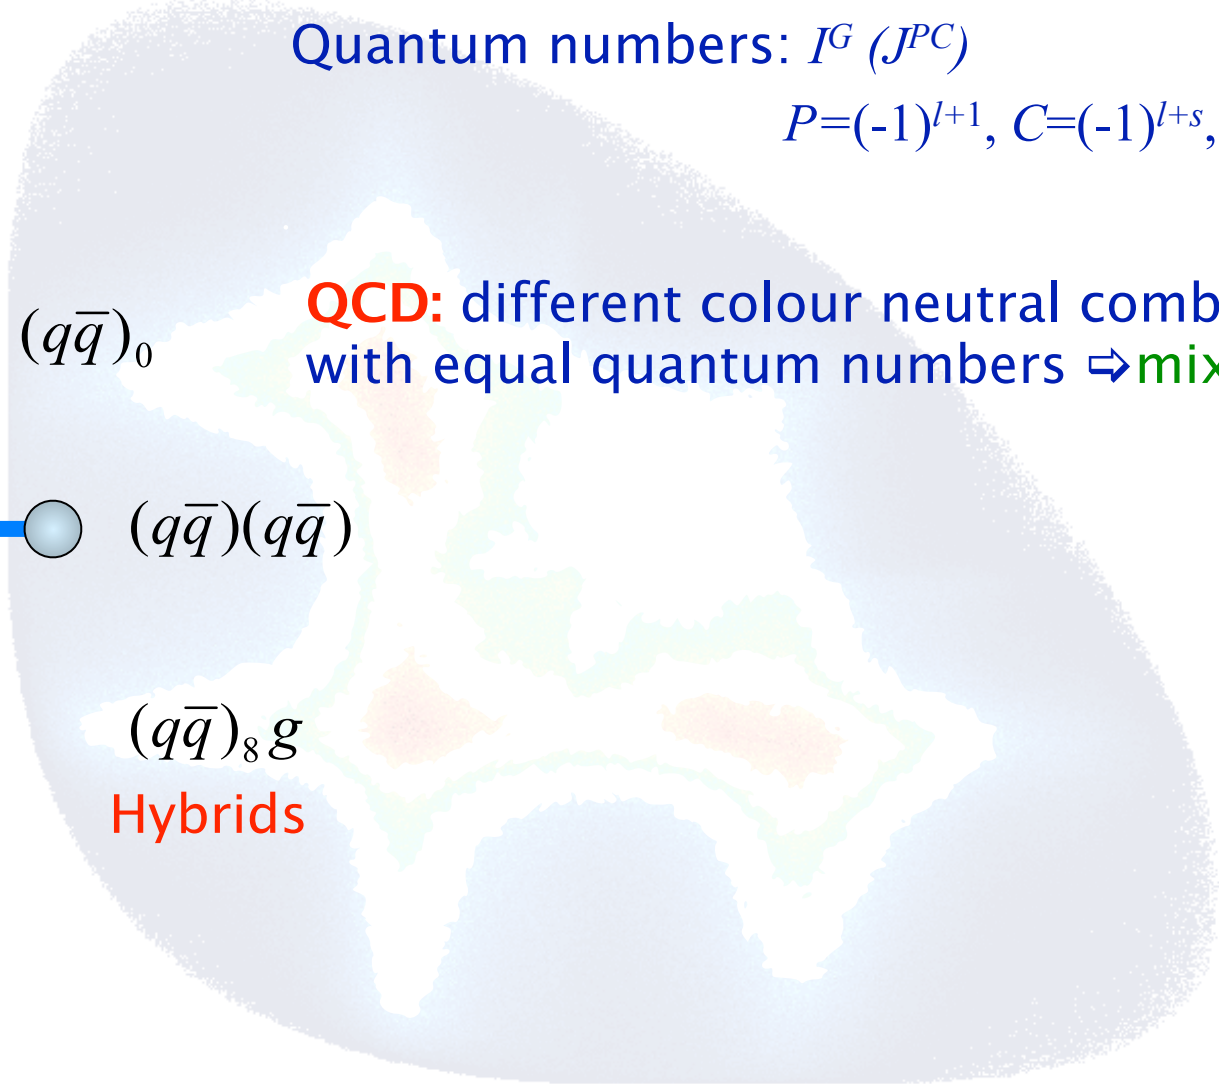 Quantum numbers: I^G (J^PC)
P=(-1)^{l+1}, C=(-1)^{l+s},
(qq̅)₀
QCD: different colour neutral comb
with equal quantum numbers ⇨mix
(qq̅)(qq̅)
(qq̅)₈g
Hybrids